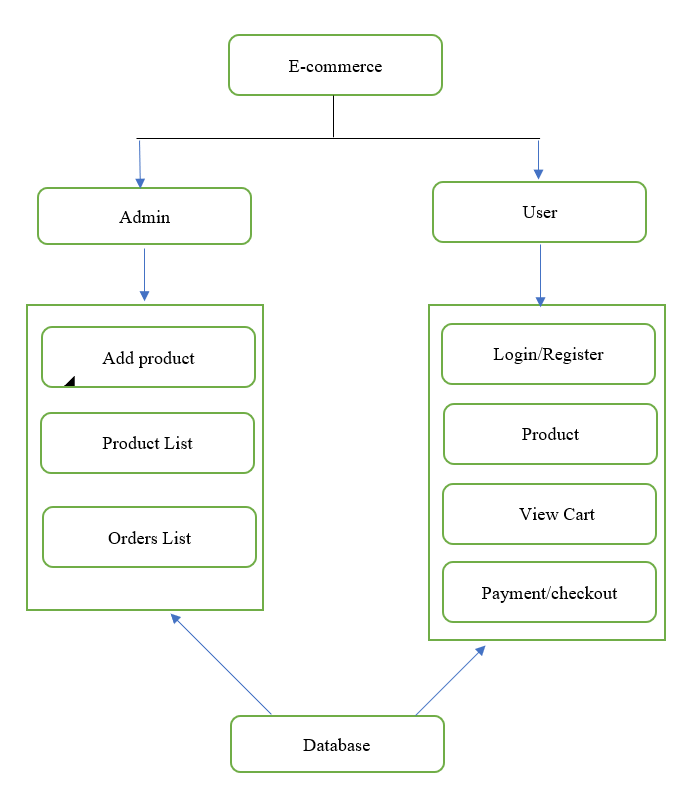 E-commerce
Admin
User
Add product
Product List
Orders List
Login/Register
Product
View Cart
Payment/checkout
Database